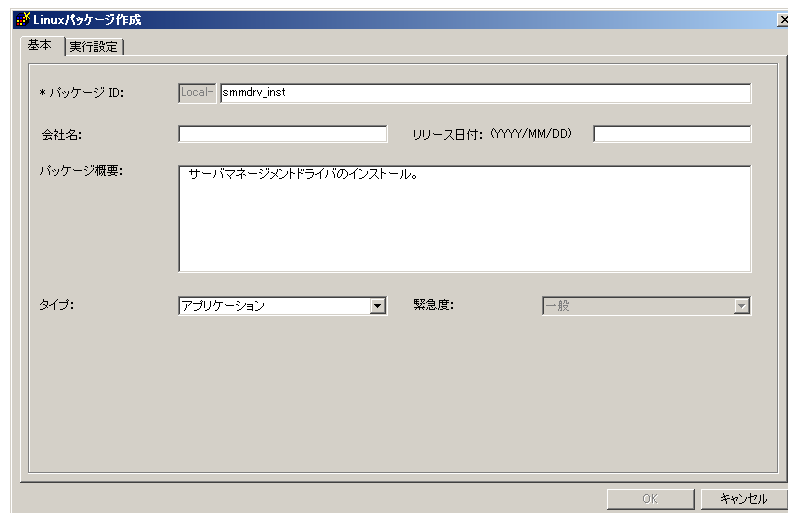 Linuxパッケージ作成
基本 実行設定
* パッケージ ID: Local- smmdrv_inst
会社名: リリース日付: (YYYY/MM/DD)
パッケージ概要: サーバマネージメントドライバのインストール。
タイプ: アプリケーション 緊急度: 一般
OK キャンセル